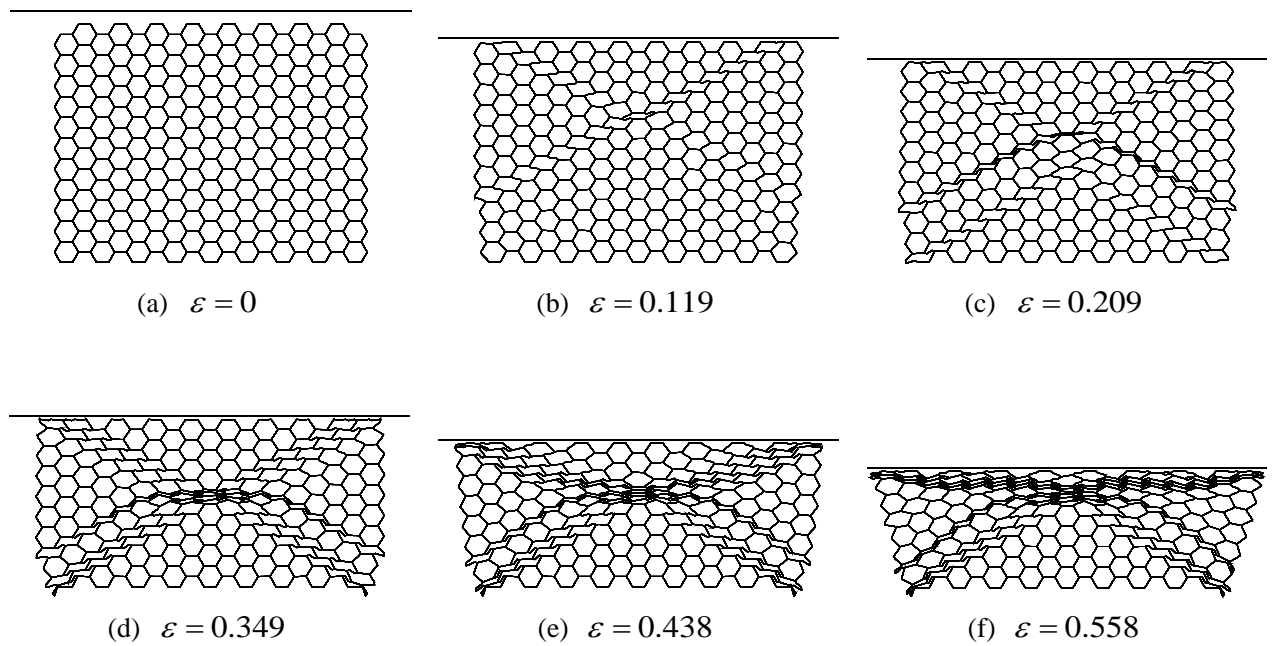 (a) ε = 0
(b) ε = 0.119
(c) ε = 0.209
(d) ε = 0.349
(e) ε = 0.438
(f) ε = 0.558